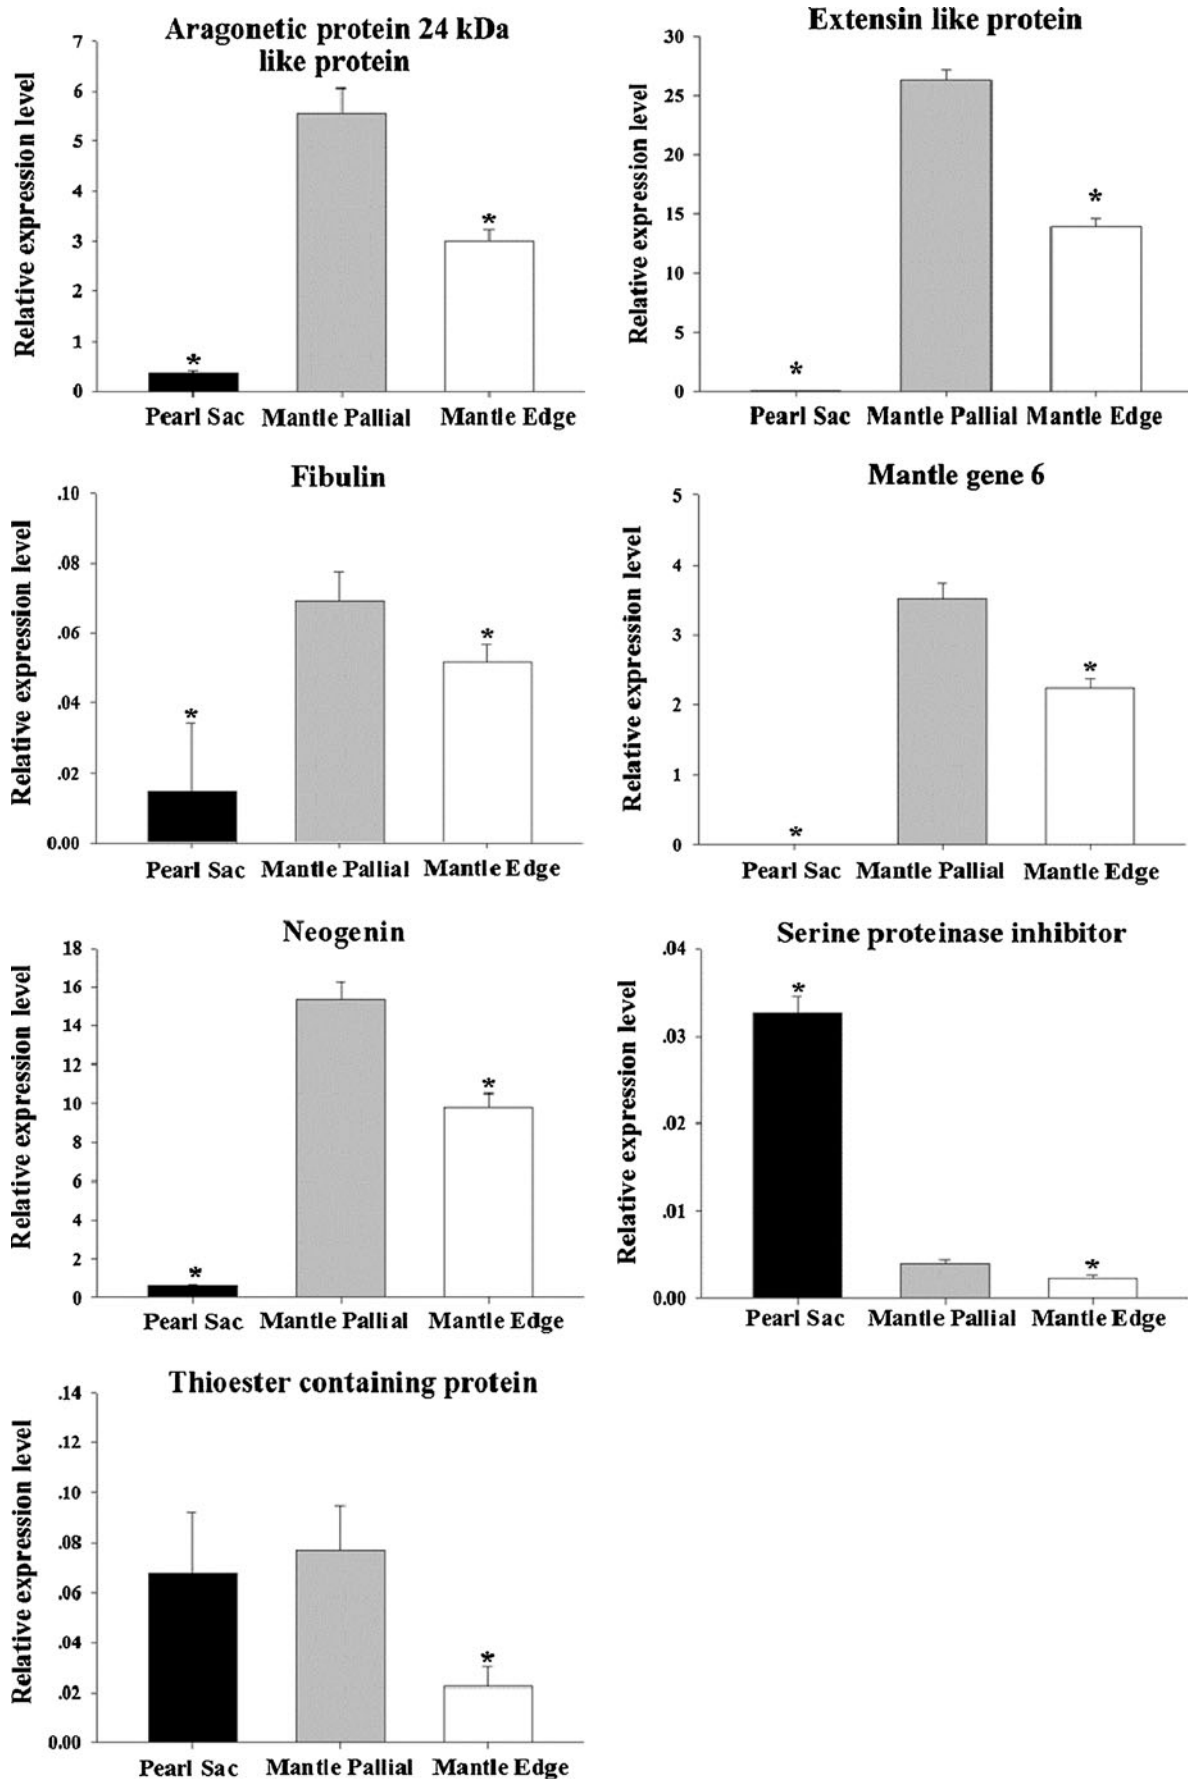 Aragonetic protein 24 kDa
like protein
Relative expression level
7
6
5
4
3
2
1
0
*
*
Pearl Sac Mantle Pallial Mantle Edge
Extensin like protein
Relative expression level
30
25
20
15
10
5
0
*
*
Pearl Sac Mantle Pallial Mantle Edge
Fibulin
Relative expression level
.10
.08
.06
.04
.02
0.00
*
*
Pearl Sac Mantle Pallial Mantle Edge
Mantle gene 6
Relative expression level
5
4
3
2
1
0
*
*
Pearl Sac Mantle Pallial Mantle Edge
Neogenin
Relative expression level
18
16
14
12
10
8
6
4
2
0
*
*
Pearl Sac Mantle Pallial Mantle Edge
Serine proteinase inhibitor
Relative expression level
.04
.03
.02
.01
0.00
*
*
Pearl Sac Mantle Pallial Mantle Edge
Thioester containing protein
Relative expression level
.14
.12
.10
.08
.06
.04
.02
0.00
*
Pearl Sac Mantle Pallial Mantle Edge